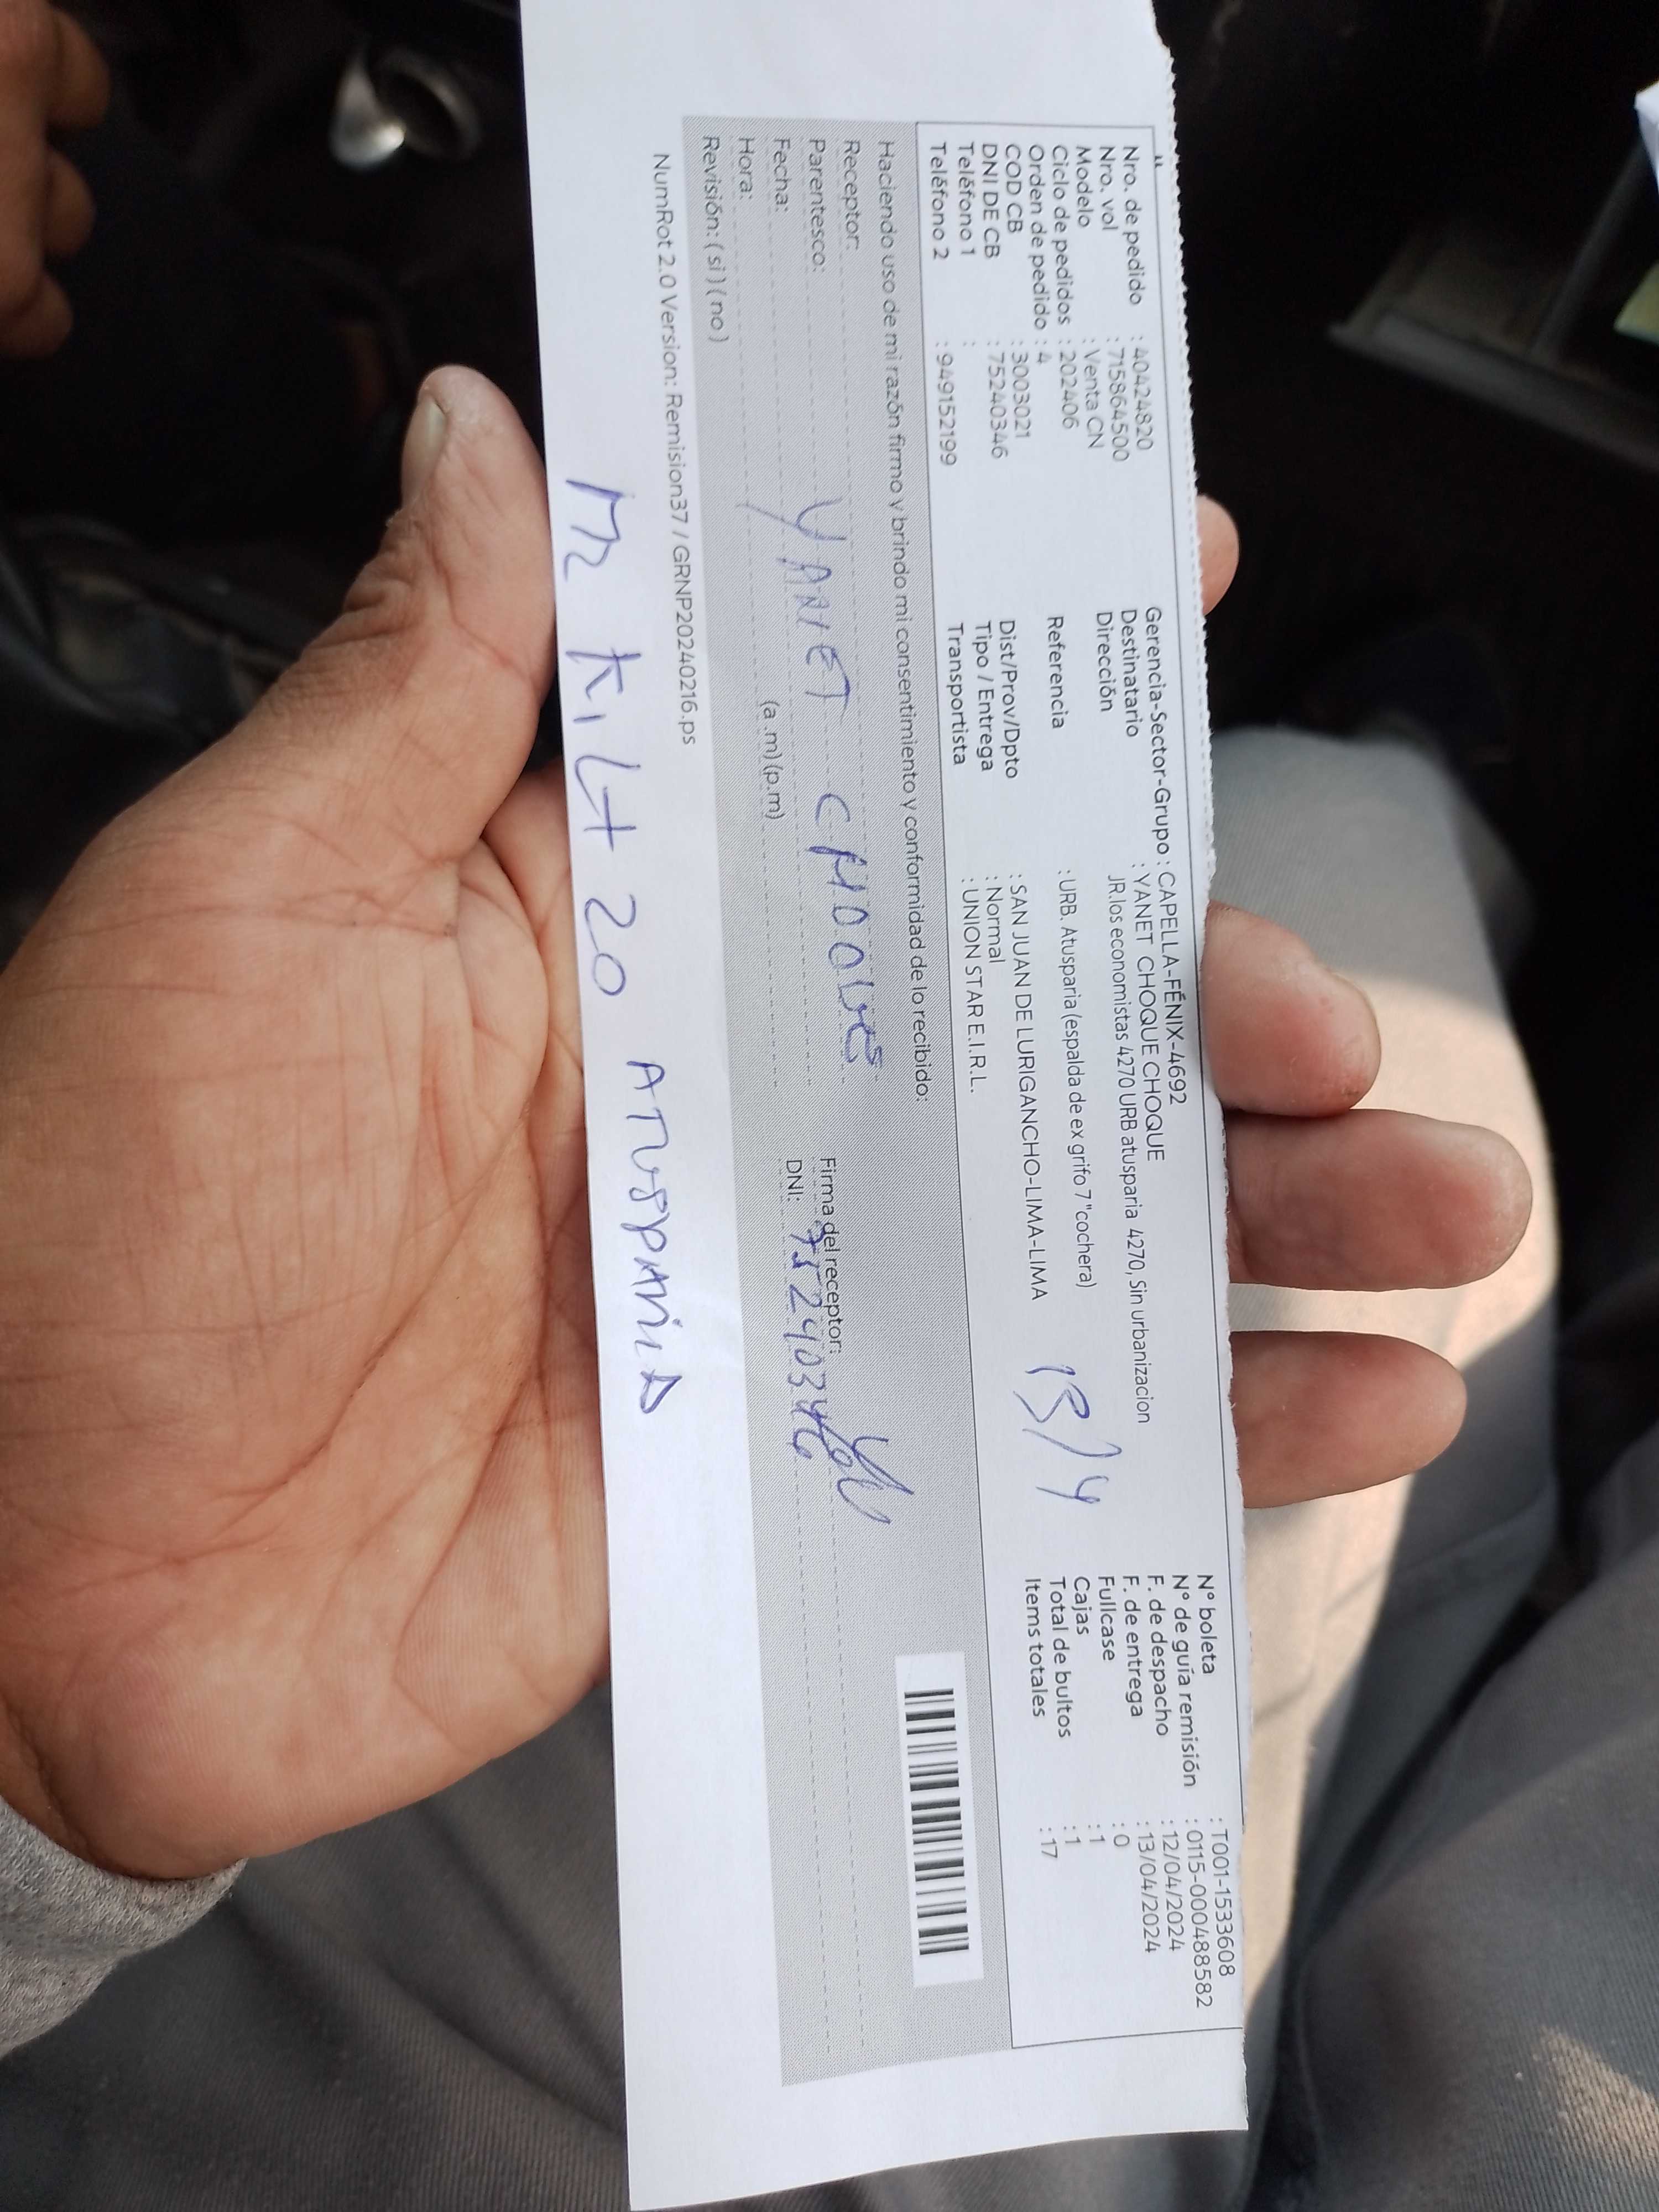 Nro. de pedido : 40424820
Nro. vol : 715864500
Modelo : Venta CN
Ciclo de pedidos : 202406
Orden de pedido : 4
COD CB : 3003021
DNI DE CB : 75240346
Teléfono 1 :
Teléfono 2 : 949152199
Gerencia-Sector-Grupo : CAPELLA-FÉNIX-4692
Destinatario : YANET CHOQUE CHOQUE
Dirección : JR.los economistas 4270 URB atusparia 4270, Sin urbanizacion
Referencia : URB. Atusparia (espalda de ex grifo 7 "cochera)
Dist/Prov/Dpto : SAN JUAN DE LURIGANCHO-LIMA-LIMA
Tipo / Entrega : Normal
Transportista : UNION STAR E.I.R.L.
13/4
N° boleta : T001-1533608
N° de guía remisión : 0115-000488582
F. de despacho : 12/04/2024
F. de entrega : 13/04/2024
Fullcase : 0
Cajas : 1
Total de bultos : 1
Items totales : 17
Haciendo uso de mi razón firmo y brindo mi consentimiento y conformidad de lo recibido:
Receptor: YANET CHOQUE
Parentesco:
Fecha:
Hora: (a .m) (p.m)
Revisión: ( si ) ( no )
Firma del receptor:
DNI: 75240346
NumRot 2.0 Version: Remision37 / GRNP20240216.ps
LT 20 ATUSPARIA